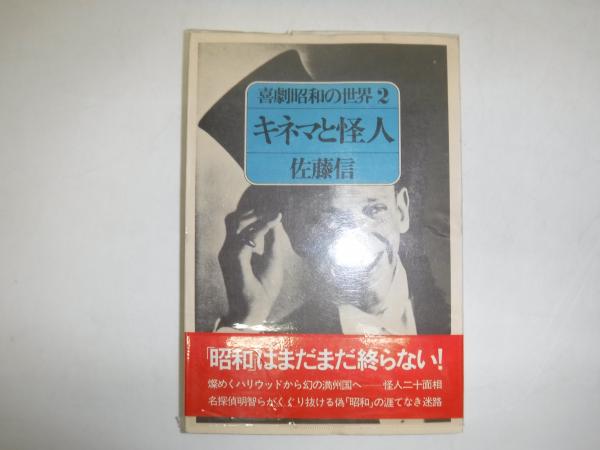 喜劇昭和の世界2
キネマと怪人
佐藤信
「昭和」はまだまだ終らない!
燦めくハリウッドから幻の満州国へ――怪人二十面相
名探偵明智らがくぐり抜ける偽「昭和」の涯てなき迷路